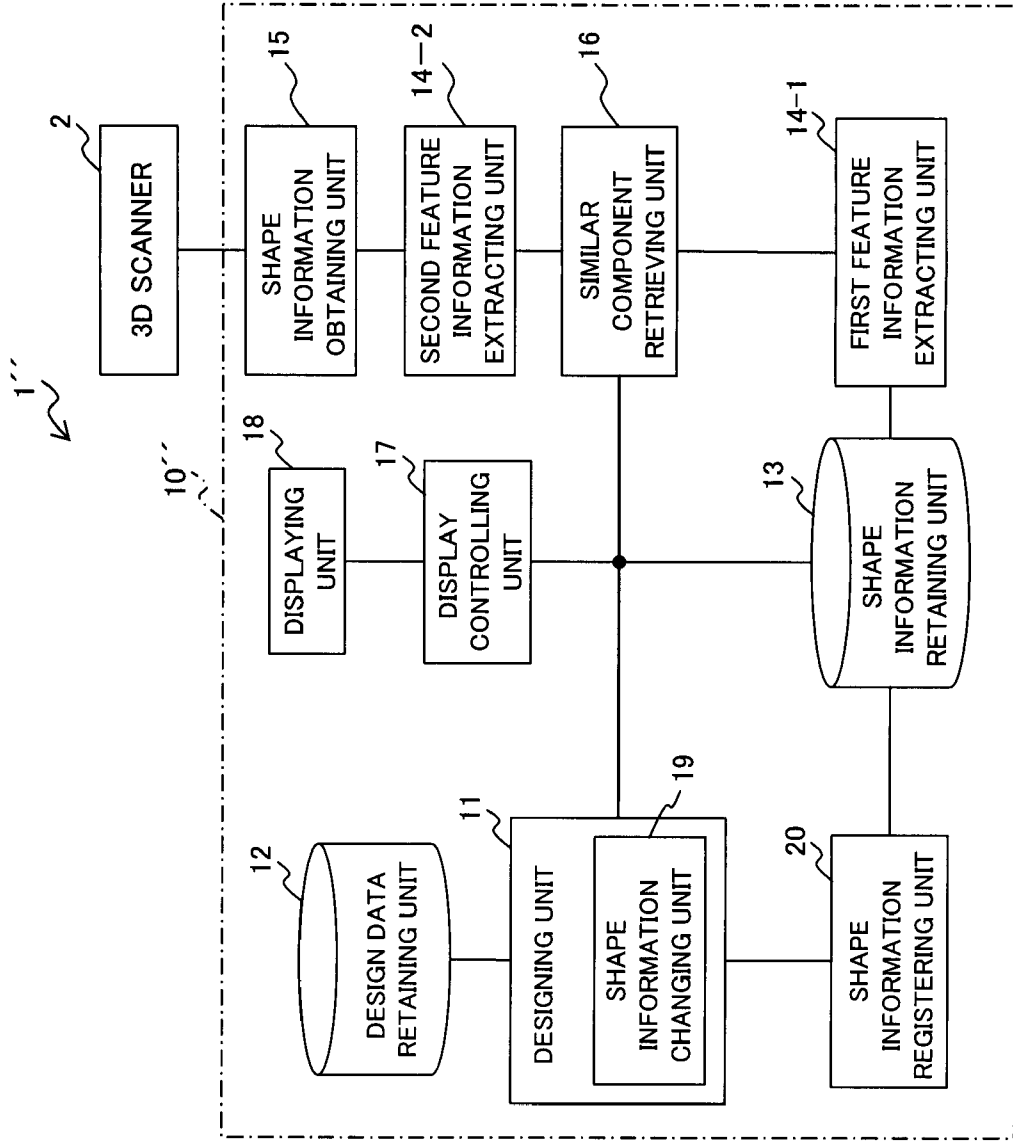 1´´
2
3D SCANNER
10´´
15
SHAPE
INFORMATION
OBTAINING UNIT
14-2
SECOND FEATURE
INFORMATION
EXTRACTING UNIT
16
SIMILAR
COMPONENT
RETRIEVING UNIT
14-1
FIRST FEATURE
INFORMATION
EXTRACTING UNIT
18
DISPLAYING
UNIT
17
DISPLAY
CONTROLLING
UNIT
13
SHAPE
INFORMATION
RETAINING UNIT
12
DESIGN DATA
RETAINING UNIT
11
DESIGNING UNIT
19
SHAPE
INFORMATION
CHANGING UNIT
20
SHAPE
INFORMATION
REGISTERING UNIT